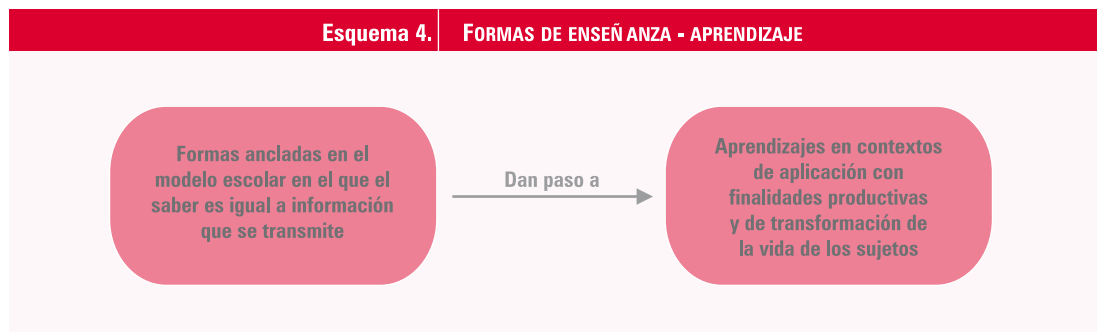 Esquema 4. FORMAS DE ENSEÑANZA - APRENDIZAJE
Formas ancladas en el
modelo escolar en el que el
saber es igual a información
que se transmite
Dan paso a
Aprendizajes en contextos
de aplicación con
finalidades productivas
y de transformación de
la vida de los sujetos